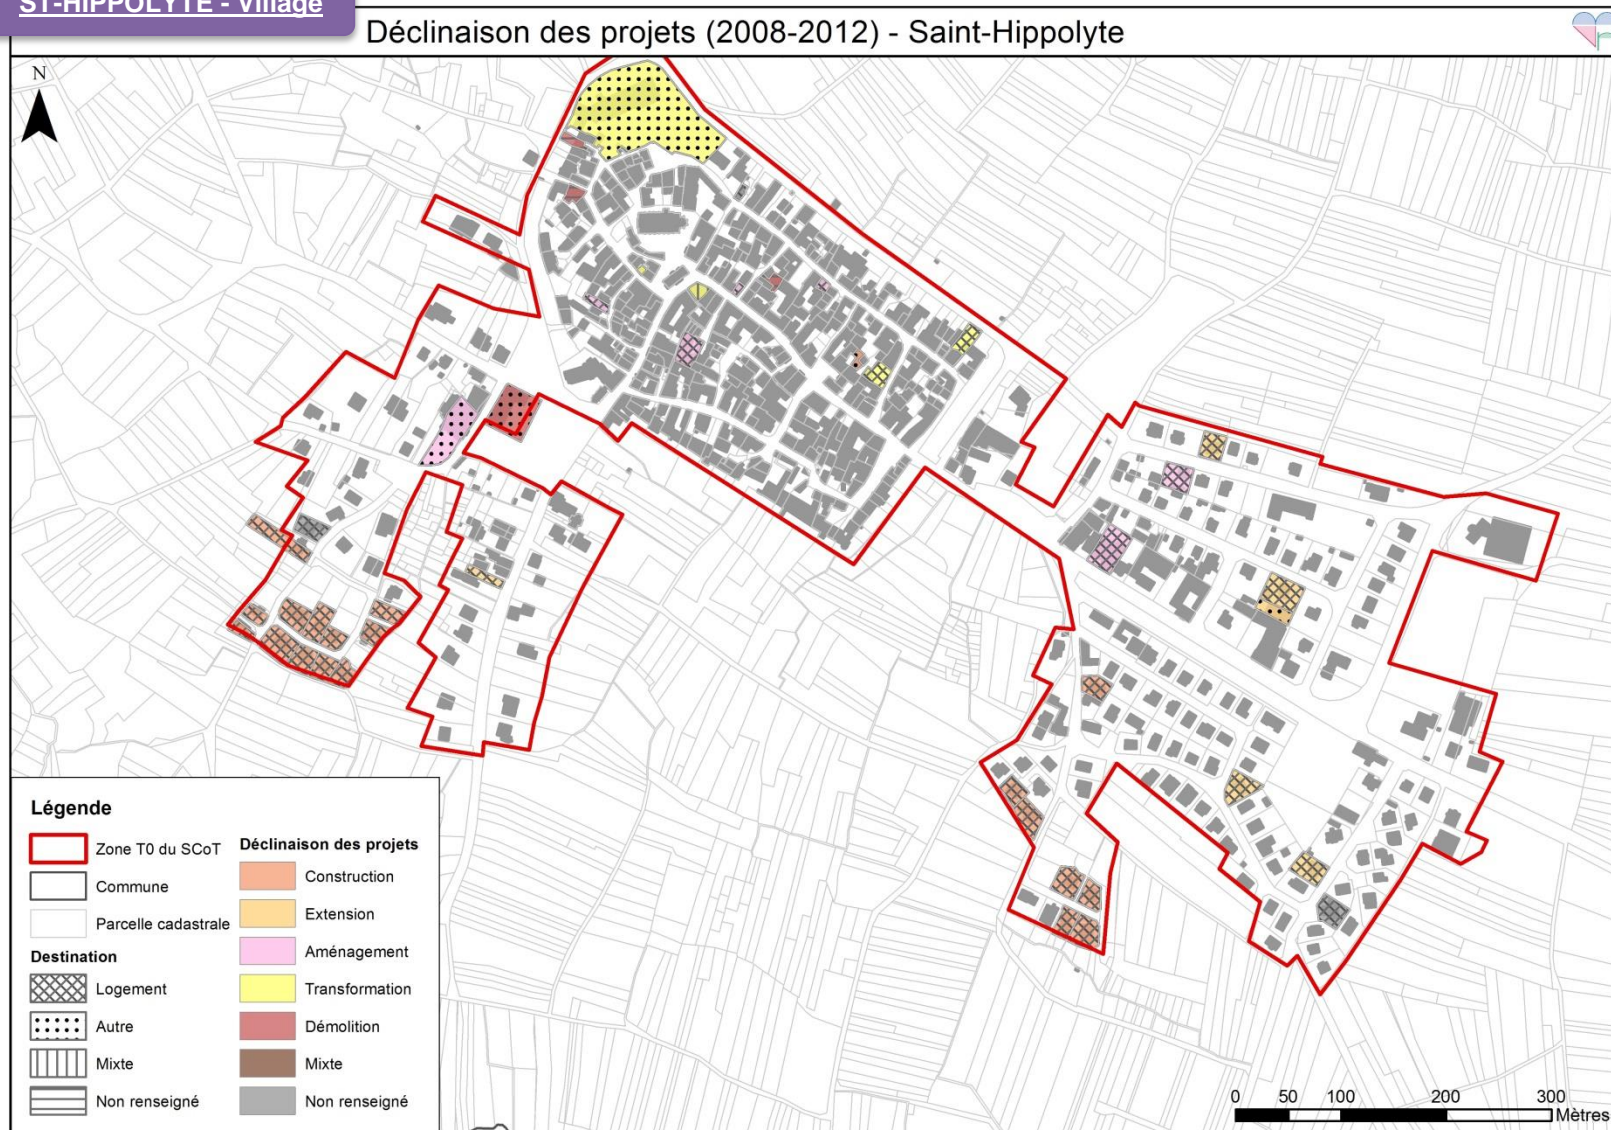 ST-HIPPOLYTE - Village
Déclinaison des projets (2008-2012) - Saint-Hippolyte
N
Légende
Zone T0 du SCoT
Commune
Parcelle cadastrale
Destination
Logement
Autre
Mixte
Non renseigné
Déclinaison des projets
Construction
Extension
Aménagement
Transformation
Démolition
Mixte
Non renseigné
0 50 100 200 300
Mètres